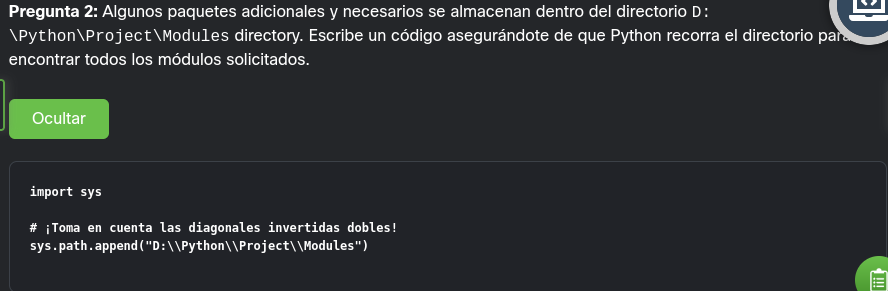 Pregunta 2: Algunos paquetes adicionales y necesarios se almacenan dentro del directorio D:
\Python\Project\Modules directory. Escribe un código asegurándote de que Python recorra el directorio para
encontrar todos los módulos solicitados.
Ocultar
import sys
# ¡Toma en cuenta las diagonales invertidas dobles!
sys.path.append("D:\\Python\\Project\\Modules")